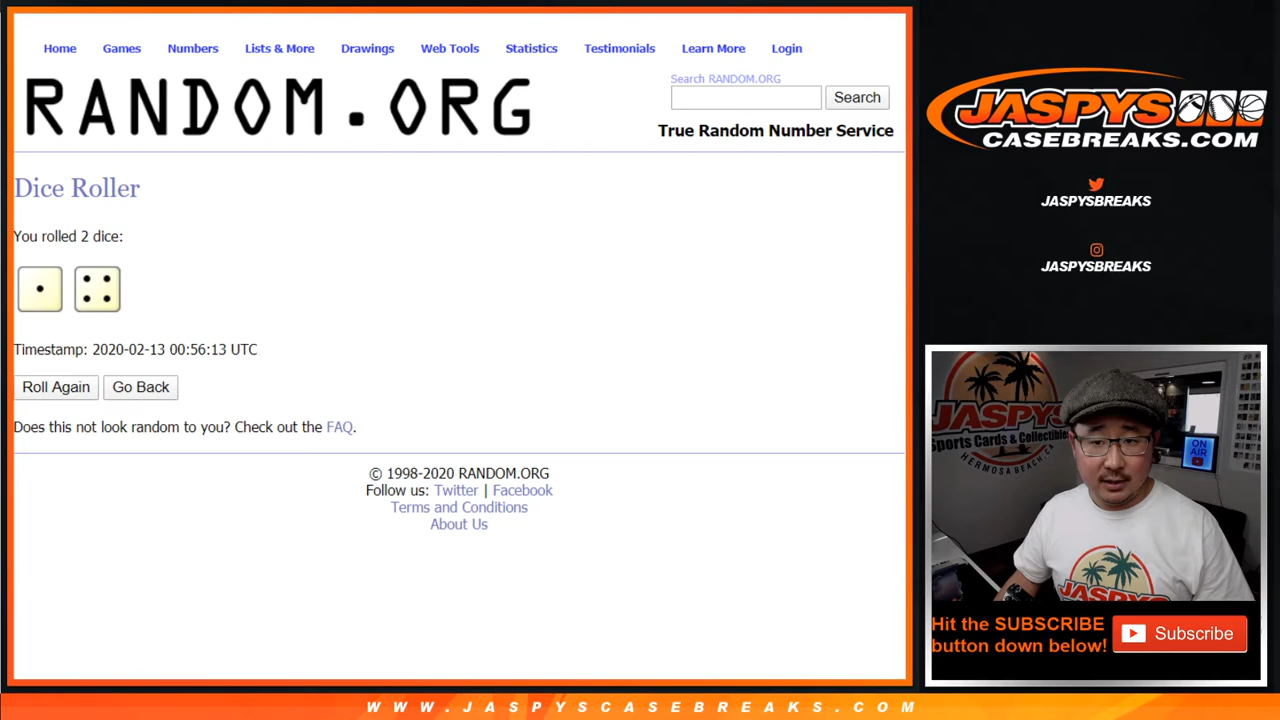 Home Games Numbers Lists & More Drawings Web Tools Statistics Testimonials Learn More Login
RANDOM.ORG
Search RANDOM.ORG
Search
True Random Number Service
Dice Roller
You rolled 2 dice:
Timestamp: 2020-02-13 00:56:13 UTC
Roll Again Go Back
Does this not look random to you? Check out the FAQ.
© 1998-2020 RANDOM.ORG
Follow us: Twitter | Facebook
Terms and Conditions
About Us
JASPYS
CASEBREAKS.COM
JASPYSBREAKS
JASPYSBREAKS
JASPYS
Sports Cards & Collectibles
HERMOSA BEACH, CA
ON
AIR
JASPYS
Hit the SUBSCRIBE
button down below!
Subscribe
WWW.JASPYSCASEBREAKS.COM